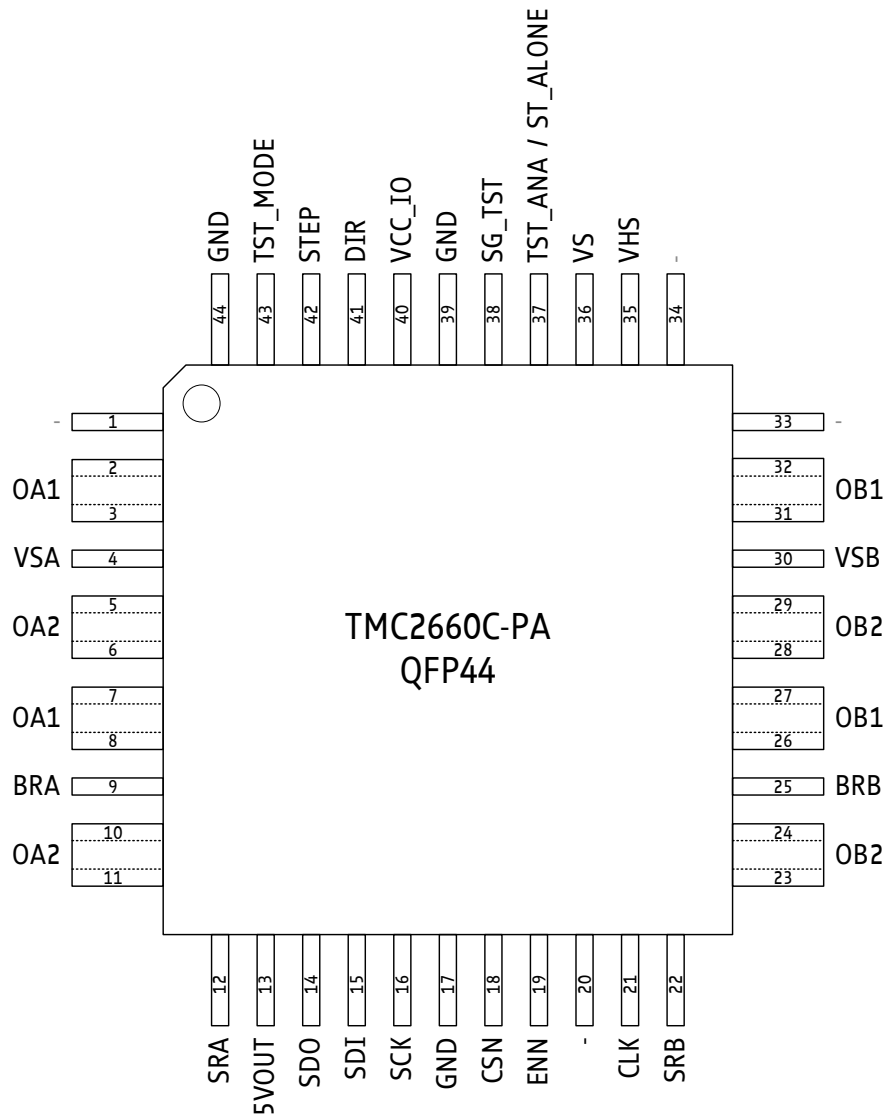 GND
TST_MODE
STEP
DIR
VCC_IO
GND
SG_TST
TST_ANA / ST_ALONE
VS
VHS
-
44
43
42
41
40
39
38
37
36
35
34
-
1
33
-
OA1
2
3
32
31
OB1
VSA
4
30
VSB
OA2
5
6
29
28
OB2
TMC2660C-PA
QFP44
OA1
7
8
27
26
OB1
BRA
9
25
BRB
OA2
10
11
24
23
OB2
12
13
14
15
16
17
18
19
20
21
22
SRA
5VOUT
SDO
SDI
SCK
GND
CSN
ENN
-
CLK
SRB